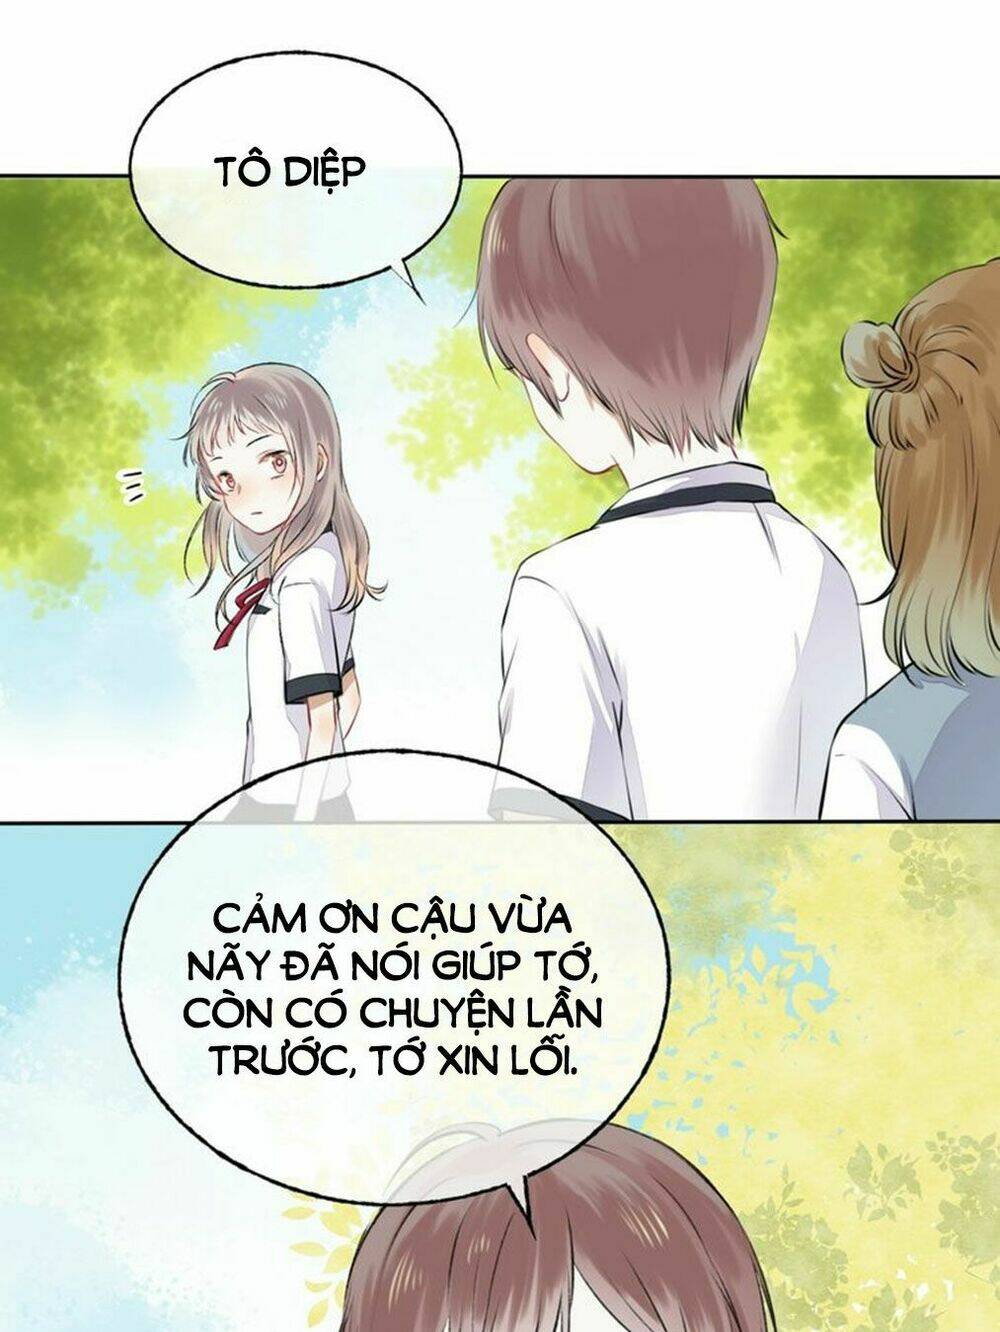 TÔ DIỆP
CẢM ƠN CẬU VỪA
NÃY ĐÃ NÓI GIÚP TỚ,
CÒN CÓ CHUYỆN LẦN
TRƯỚC, TỚ XIN LỖI.